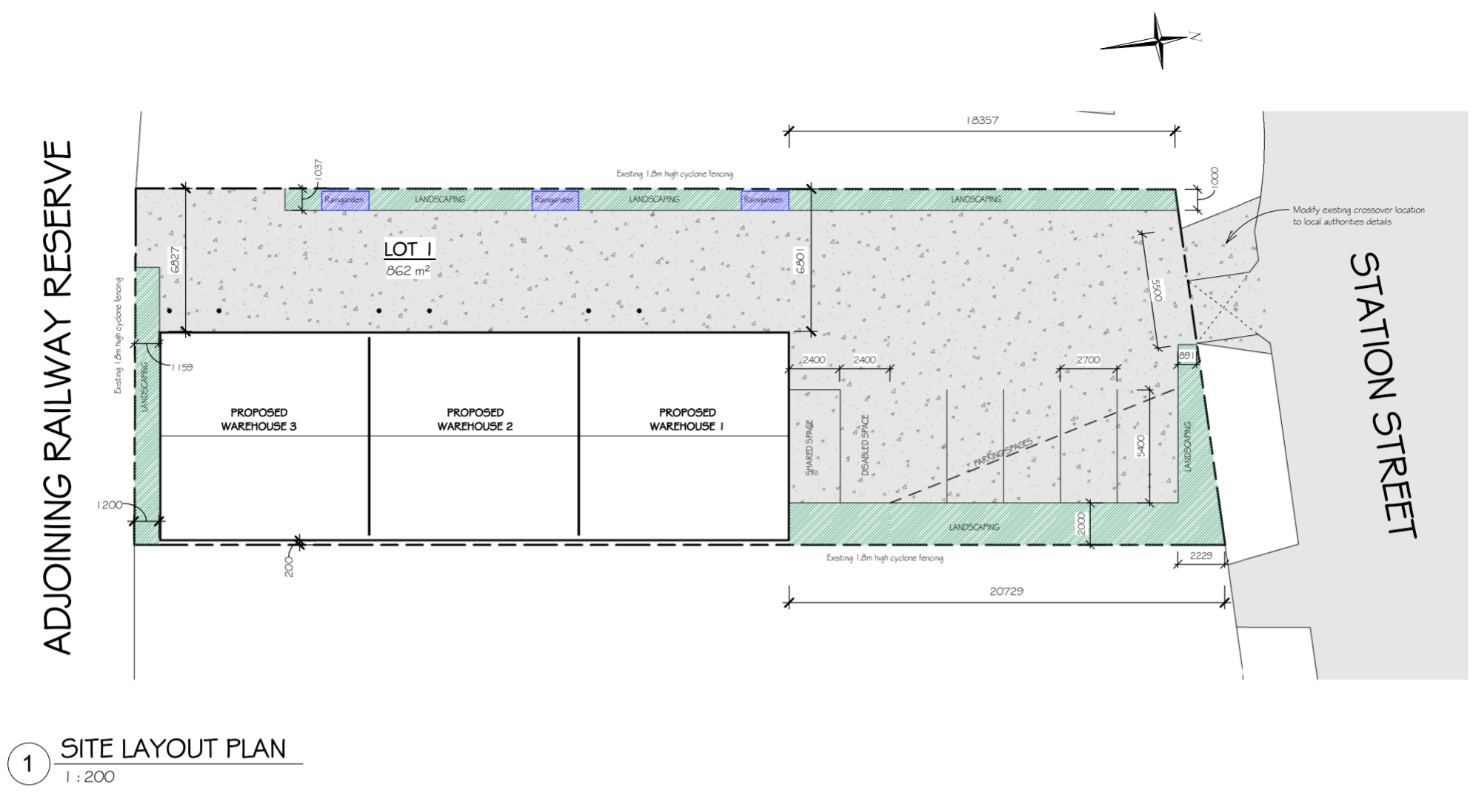 N
18357
Existing 1.8m high cyclone fencing
1037
1000
Raingarden
LANDSCAPING
Raingarden
LANDSCAPING
Raingarden
LANDSCAPING
Modify existing crossover location
to local authorities details
LOT 1
862 m²
6827
6801
5500
ADJOINING RAILWAY RESERVE
STATION STREET
Existing 1.8m high cyclone fencing
LANDSCAPING
1159
2400
2400
2700
891
PROPOSED
WAREHOUSE 3
PROPOSED
WAREHOUSE 2
PROPOSED
WAREHOUSE 1
SHARED SPACE
DISABLED SPACE
PARKING SPACES
5400
LANDSCAPING
1200
LANDSCAPING
2000
200
Existing 1.8m high cyclone fencing
2229
20729
1
SITE LAYOUT PLAN
1 : 200